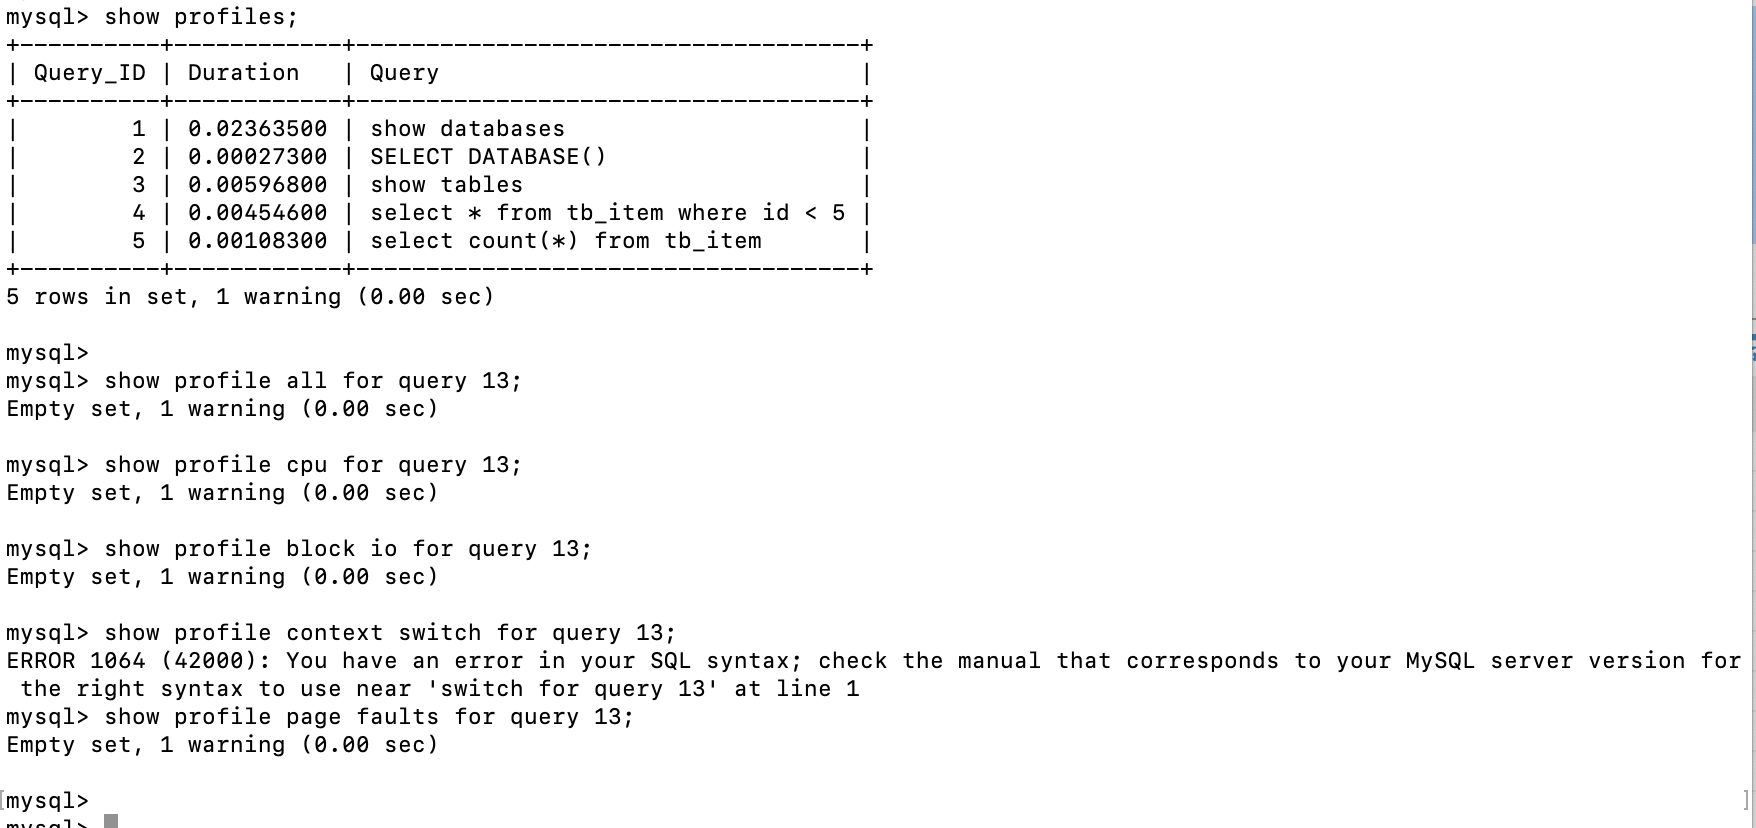 mysql> show profiles;
+----------+------------+------------------------------------+
| Query_ID | Duration   | Query                              |
+----------+------------+------------------------------------+
|        1 | 0.02363500 | show databases                     |
|        2 | 0.00027300 | SELECT DATABASE()                  |
|        3 | 0.00596800 | show tables                        |
|        4 | 0.00454600 | select * from tb_item where id < 5 |
|        5 | 0.00108300 | select count(*) from tb_item       |
+----------+------------+------------------------------------+
5 rows in set, 1 warning (0.00 sec)
mysql>
mysql> show profile all for query 13;
Empty set, 1 warning (0.00 sec)
mysql> show profile cpu for query 13;
Empty set, 1 warning (0.00 sec)
mysql> show profile block io for query 13;
Empty set, 1 warning (0.00 sec)
mysql> show profile context switch for query 13;
ERROR 1064 (42000): You have an error in your SQL syntax; check the manual that corresponds to your MySQL server version for
 the right syntax to use near 'switch for query 13' at line 1
mysql> show profile page faults for query 13;
Empty set, 1 warning (0.00 sec)
[mysql> ]
mysql>